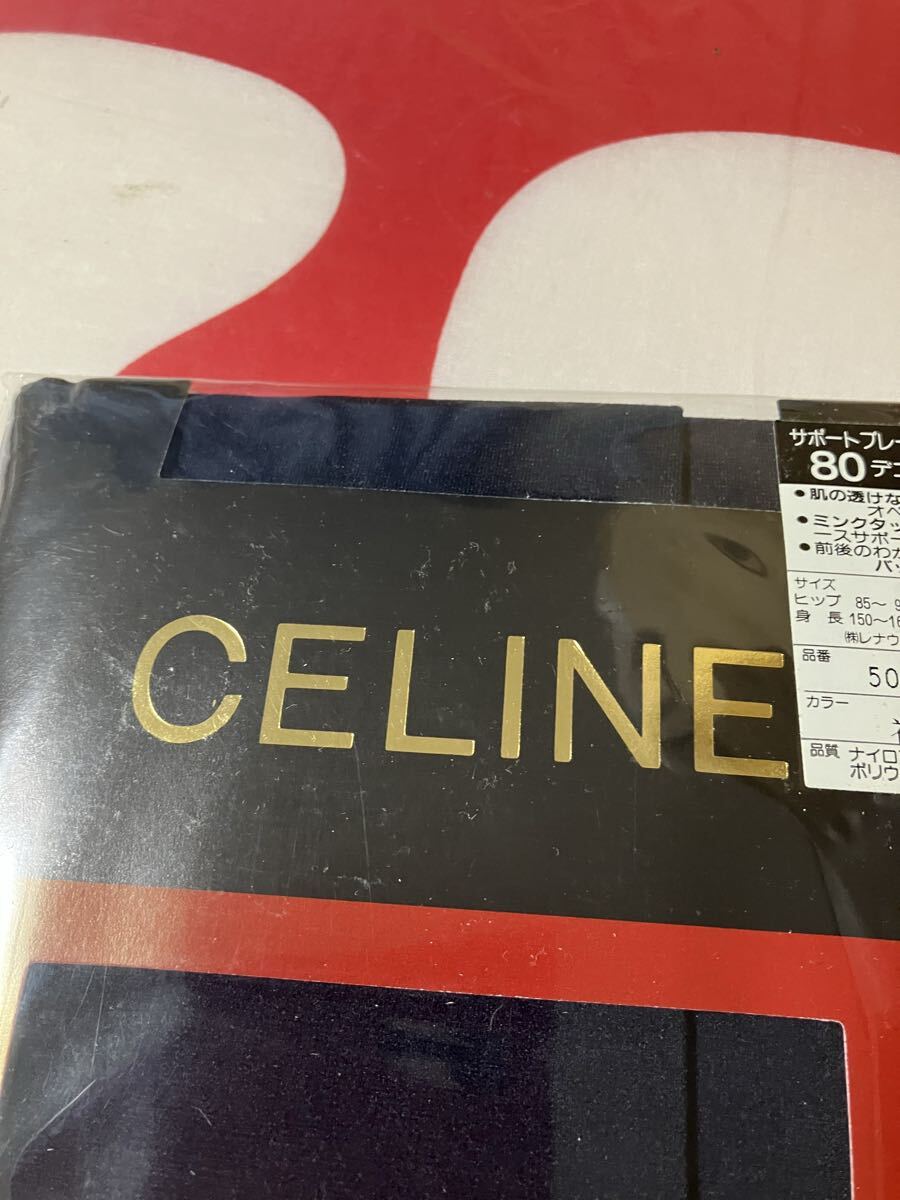 サポートプレー
80デニ
●肌の透けな
オペ
●ミンクタッ
ースサポー
●前後のわか
バッ
サイズ
ヒップ 85〜 9
身 長 150〜16
㈱レナウ
品番
50
カラー
品質 ナイロ
ポリウ
CELINE